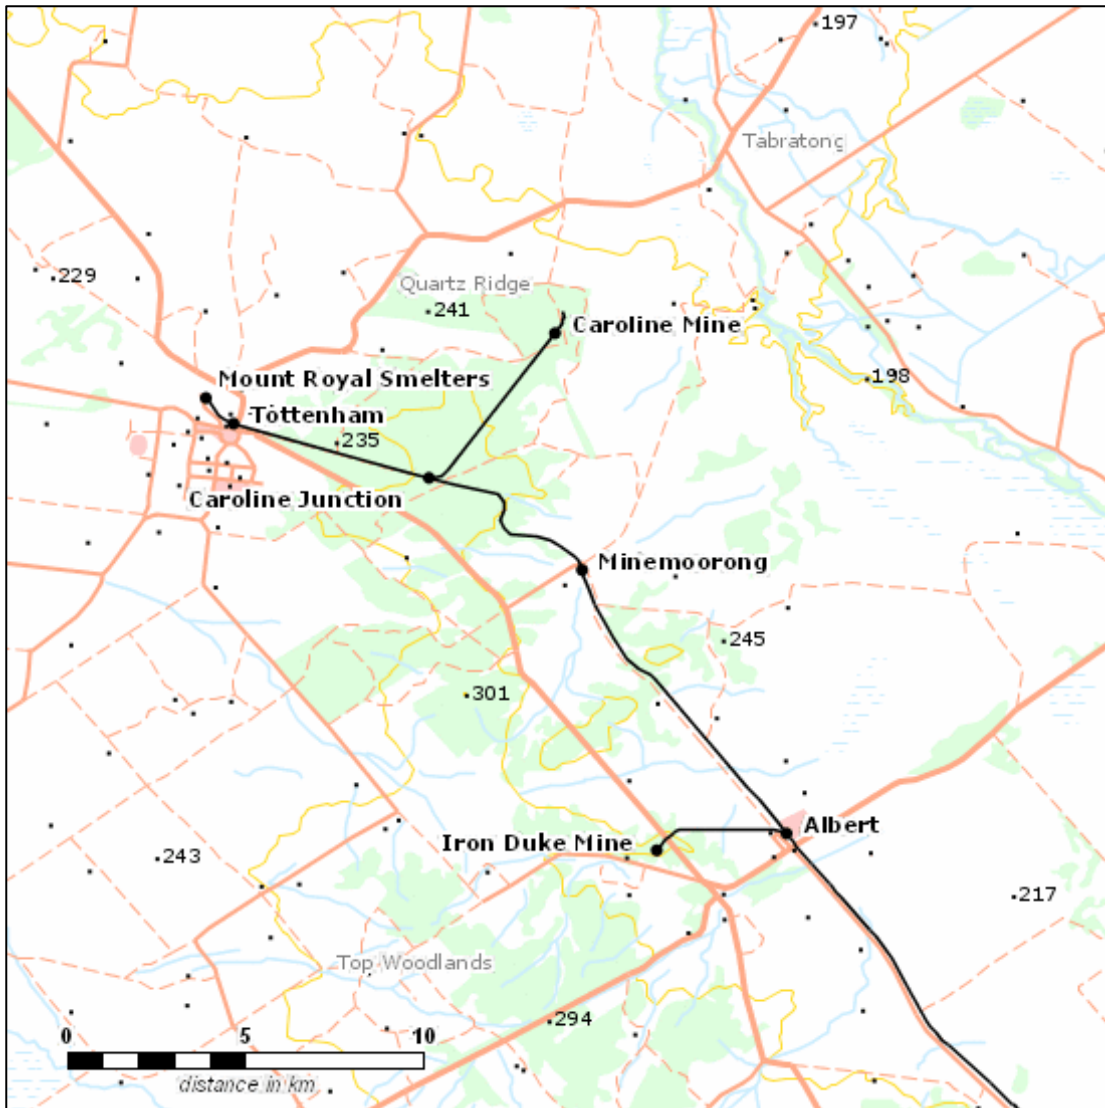 197
Tabratong
229
Quartz Ridge
241
Caroline Mine
Mount Royal Smelters
198
Tottenham
235
Caroline Junction
Minemoorong
245
301
Albert
Iron Duke Mine
243
217
Top Woodlands
294
0 5 10
distance in km